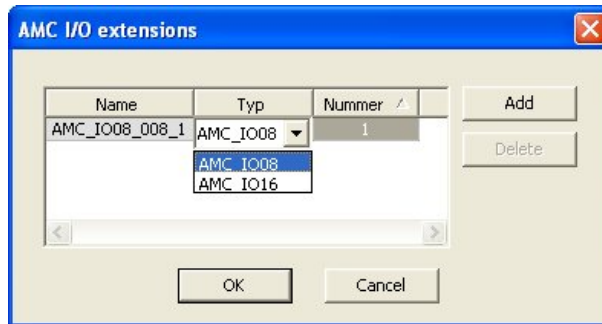 AMC I/O extensions
Name Typ Nummer Add
AMC_IO08_008_1 AMC_IO08 1
AMC_IO08 Delete
AMC_IO16
OK Cancel